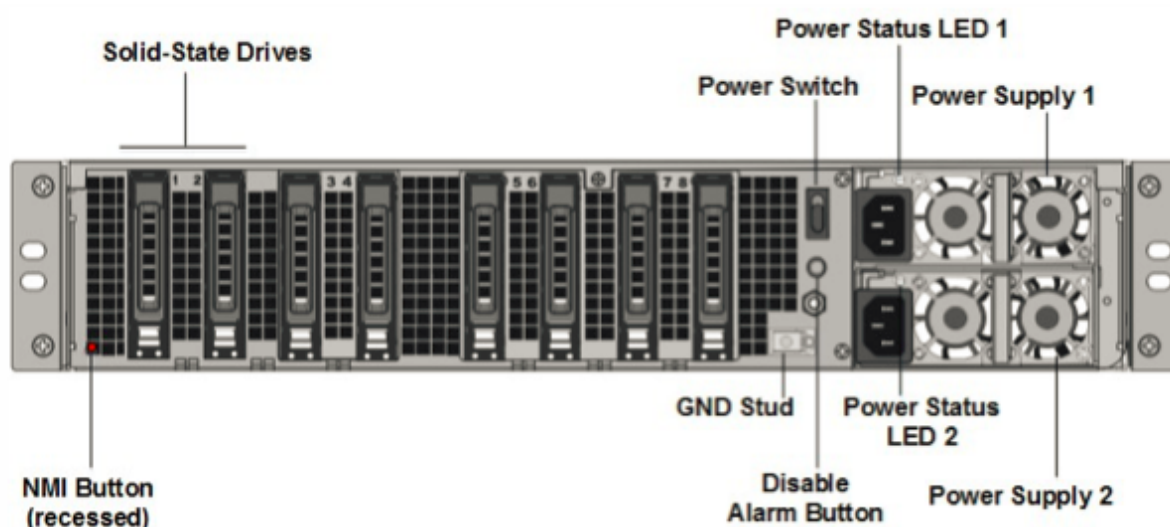 Power Status LED 1
Solid-State Drives
Power Switch
Power Supply 1
1 2
3 4
5 6
7 8
GND Stud
Power Status
LED 2
NMI Button
(recessed)
Disable
Alarm Button
Power Supply 2